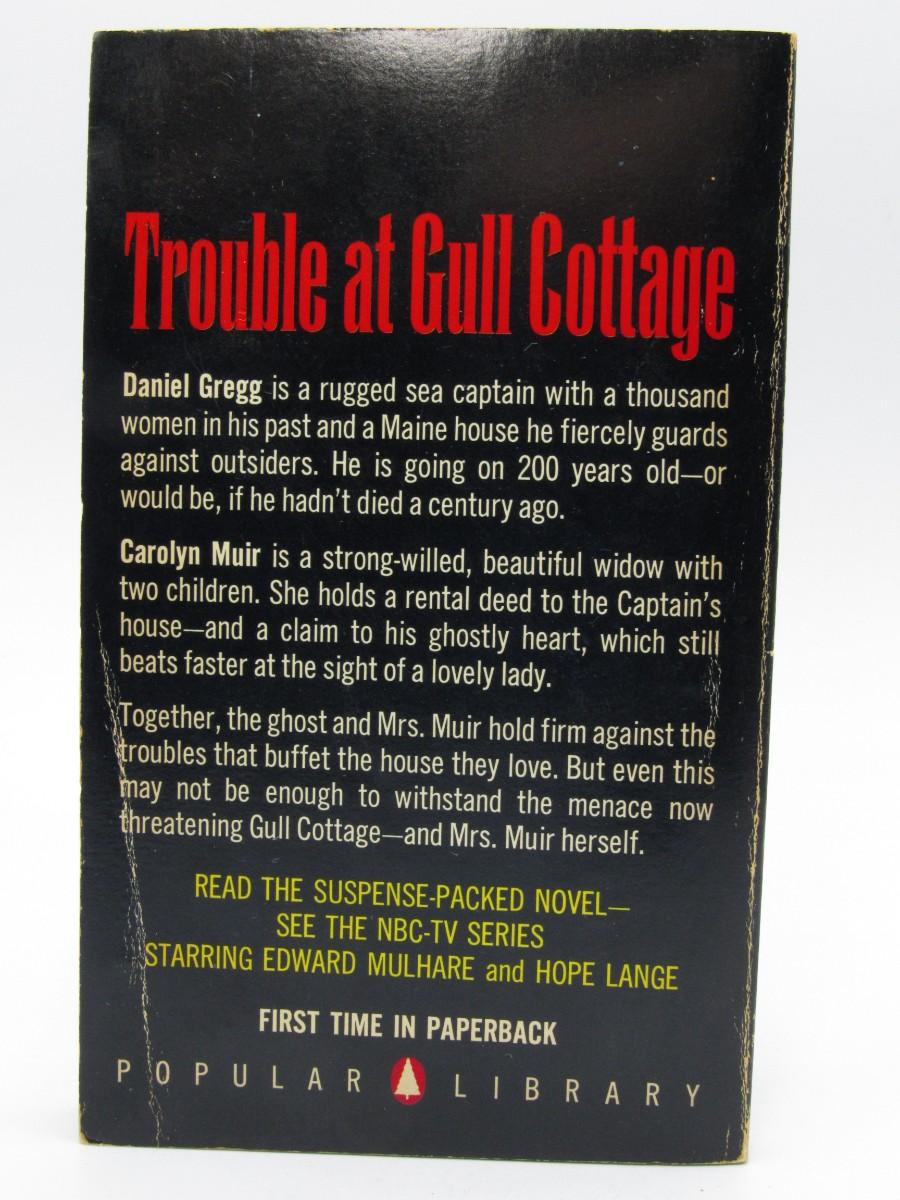 Trouble at Gull Cottage
Daniel Gregg is a rugged sea captain with a thousand
women in his past and a Maine house he fiercely guards
against outsiders. He is going on 200 years old—or
would be, if he hadn't died a century ago.
Carolyn Muir is a strong-willed, beautiful widow with
two children. She holds a rental deed to the Captain's
house—and a claim to his ghostly heart, which still
beats faster at the sight of a lovely lady.
Together, the ghost and Mrs. Muir hold firm against the
troubles that buffet the house they love. But even this
may not be enough to withstand the menace now
threatening Gull Cottage—and Mrs. Muir herself.
READ THE SUSPENSE-PACKED NOVEL—
SEE THE NBC-TV SERIES
STARRING EDWARD MULHARE and HOPE LANGE
FIRST TIME IN PAPERBACK
POPULAR LIBRARY